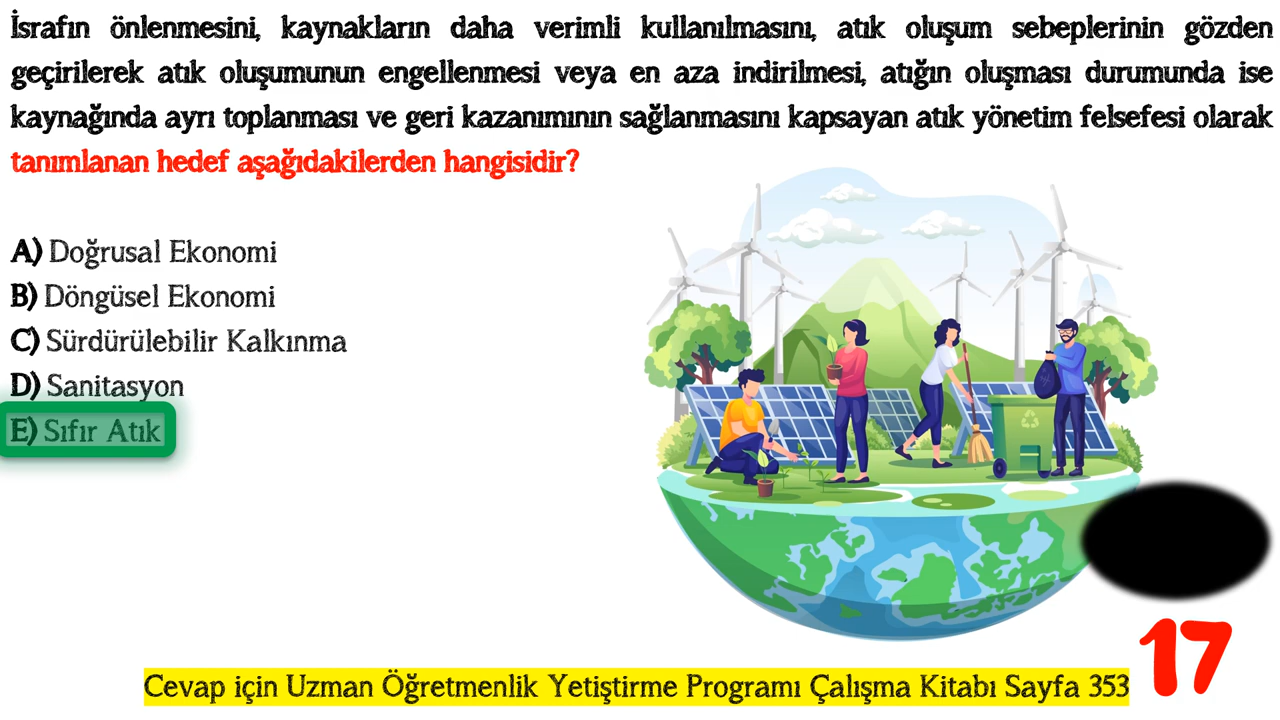 İsrafın önlenmesini, kaynakların daha verimli kullanılmasını, atık oluşum sebeplerinin gözden
geçirilerek atık oluşumunun engellenmesi veya en aza indirilmesi, atığın oluşması durumunda ise
kaynağında ayrı toplanması ve geri kazanımının sağlanmasını kapsayan atık yönetim felsefesi olarak
tanımlanan hedef aşağıdakilerden hangisidir?
A) Doğrusal Ekonomi
B) Döngüsel Ekonomi
C) Sürdürülebilir Kalkınma
D) Sanitasyon
E) Sıfır Atık
17
Cevap için Uzman Öğretmenlik Yetiştirme Programı Çalışma Kitabı Sayfa 353